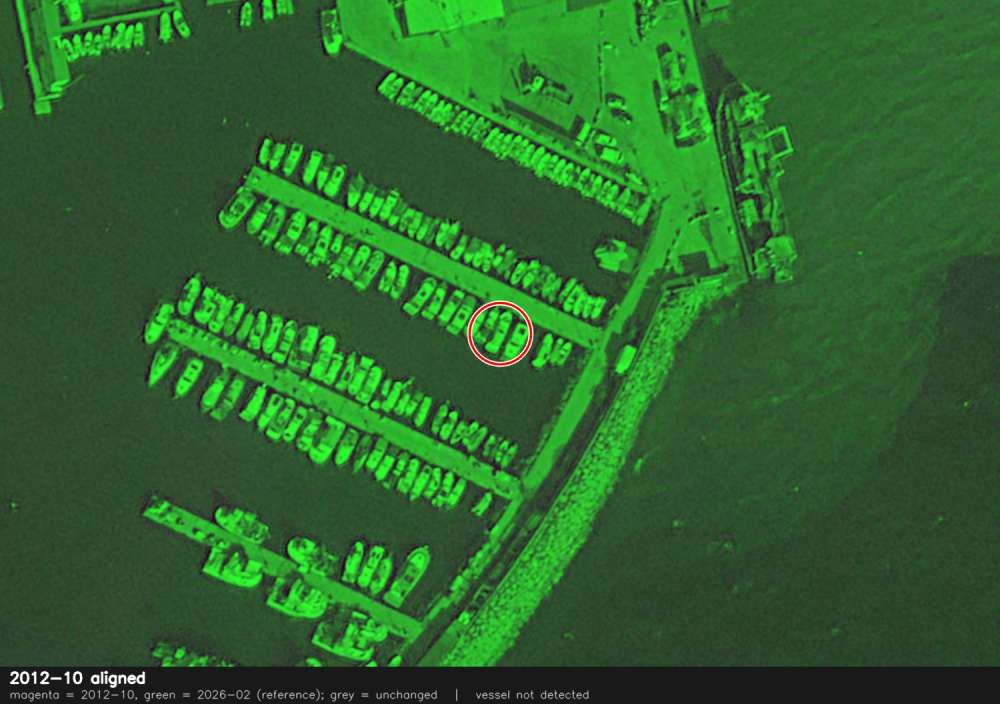 2012-10 aligned
magenta = 2012-10, green = 2026-02 (reference); grey = unchanged | vessel not detected